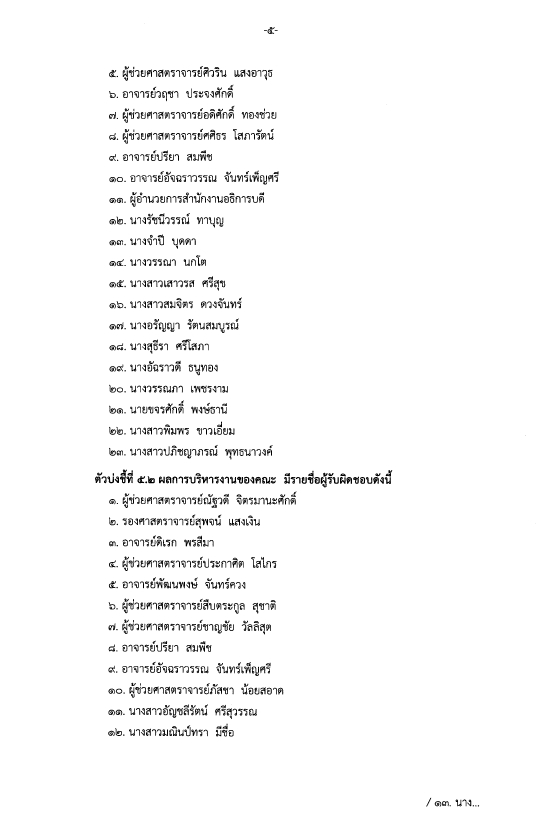 -๕-
๕. ผู้ช่วยศาสตราจารย์ศิวริน แสงอาวุธ
๖. อาจารย์วฤชา ประจงศักดิ์
๗. ผู้ช่วยศาสตราจารย์อดิศักดิ์ ทองช่วย
๘. ผู้ช่วยศาสตราจารย์ศศิธร โสภารัตน์
๙. อาจารย์ปรียา สมพืช
๑๐. อาจารย์อัจฉราวรรณ จันทร์เพ็ญศรี
๑๑. ผู้อำนวยการสำนักงานอธิการบดี
๑๒. นางรัชนีวรรณ์ ทาบุญ
๑๓. นางจำปี บุดดา
๑๔. นางวรรณา นกโต
๑๕. นางสาวเสาวรส ศรีสุข
๑๖. นางสาวสมจิตร ดวงจันทร์
๑๗. นางอรัญญา รัตนสมบูรณ์
๑๘. นางสุธีรา ศรีโสภา
๑๙. นางอัฉราวดี ธนูทอง
๒๐. นางวรรณภา เพชรงาม
๒๑. นายขจรศักดิ์ พงษ์ธานี
๒๒. นางสาวพิมพร ขาวเอี่ยม
๒๓. นางสาวปภิชญาภรณ์ พุทธนาวงค์
ตัวบ่งชี้ที่ ๕.๒ ผลการบริหารงานของคณะ มีรายชื่อผู้รับผิดชอบดังนี้
๑. ผู้ช่วยศาสตราจารย์ณัฐวดี จิตรมานะศักดิ์
๒. รองศาสตราจารย์สุพจน์ แสงเงิน
๓. อาจารย์ดิเรก พรสีมา
๔. ผู้ช่วยศาสตราจารย์ประกาศิต โสไกร
๕. อาจารย์พัฒนพงษ์ จันทร์ควง
๖. ผู้ช่วยศาสตราจารย์สืบตระกูล สุชาติ
๗. ผู้ช่วยศาสตราจารย์ชาญชัย วัลลิสุต
๘. อาจารย์ปรียา สมพืช
๙. อาจารย์อัจฉราวรรณ จันทร์เพ็ญศรี
๑๐. ผู้ช่วยศาสตราจารย์ภัสชา น้อยสอาด
๑๑. นางสาวอัญชลีรัตน์ ศรีสุวรรณ
๑๒. นางสาวมณินป์ทรา มีชื่อ
/ ๑๓. นาง...